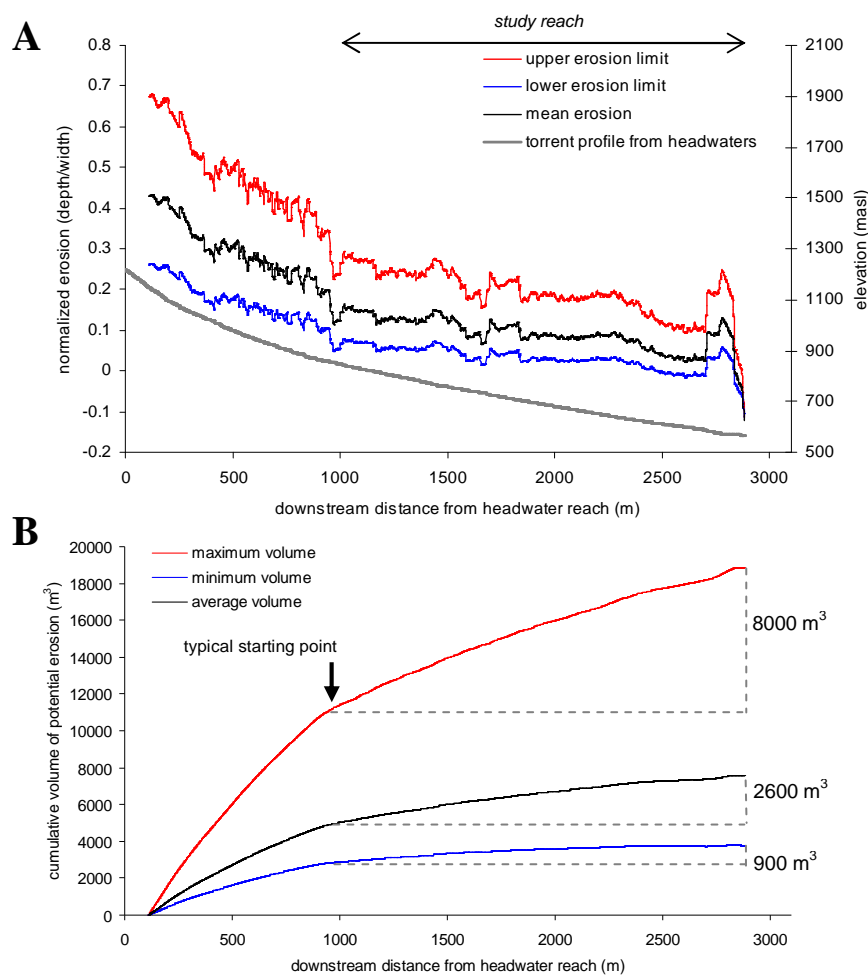 A
study reach
0.8
0.7
0.6
0.5
0.4
0.3
0.2
0.1
0
-0.1
-0.2
normalized erosion (depth/width)
upper erosion limit
lower erosion limit
mean erosion
torrent profile from headwaters
2100
1900
1700
1500
1300
1100
900
700
500
elevation (masl)
0 500 1000 1500 2000 2500 3000
downstream distance from headwater reach (m)
B
20000
18000
16000
14000
12000
10000
8000
6000
4000
2000
0
cumulative volume of potential erosion (m³)
maximum volume
minimum volume
average volume
typical starting point
8000 m³
2600 m³
900 m³
0 500 1000 1500 2000 2500 3000
downstream distance from headwater reach (m)